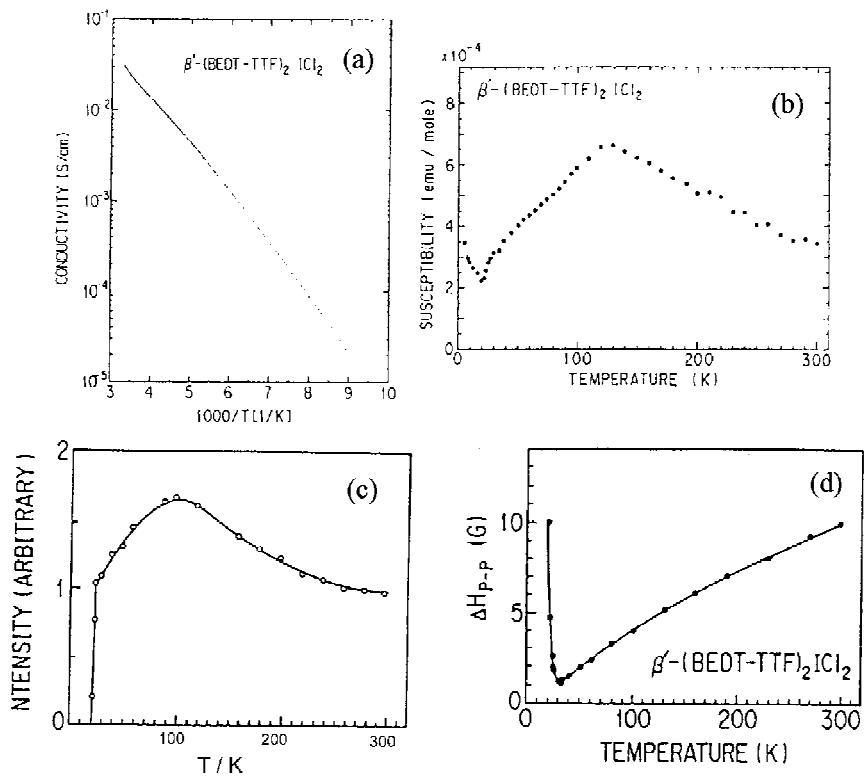 10⁻¹
β'-(BEDT-TTF)₂ ICl₂ (a)
10⁻²
10⁻³
10⁻⁴
10⁻⁵
CONDUCTIVITY (S/cm)
3 4 5 6 7 8 9 10
1000/T[1/K]
x10⁻⁴
β'-(BEDT-TTF)₂ ICl₂
(b)
8
6
4
2
0
SUSCEPTIBILITY (emu / mole)
0 100 200 300
TEMPERATURE (K)
2
(c)
1
0
NTENSITY (ARBITRARY)
100 200 300
T / K
(d)
10
5
0
ΔH_P-P (G)
β'-(BEDT-TTF)₂ICl₂
0 100 200 300
TEMPERATURE (K)